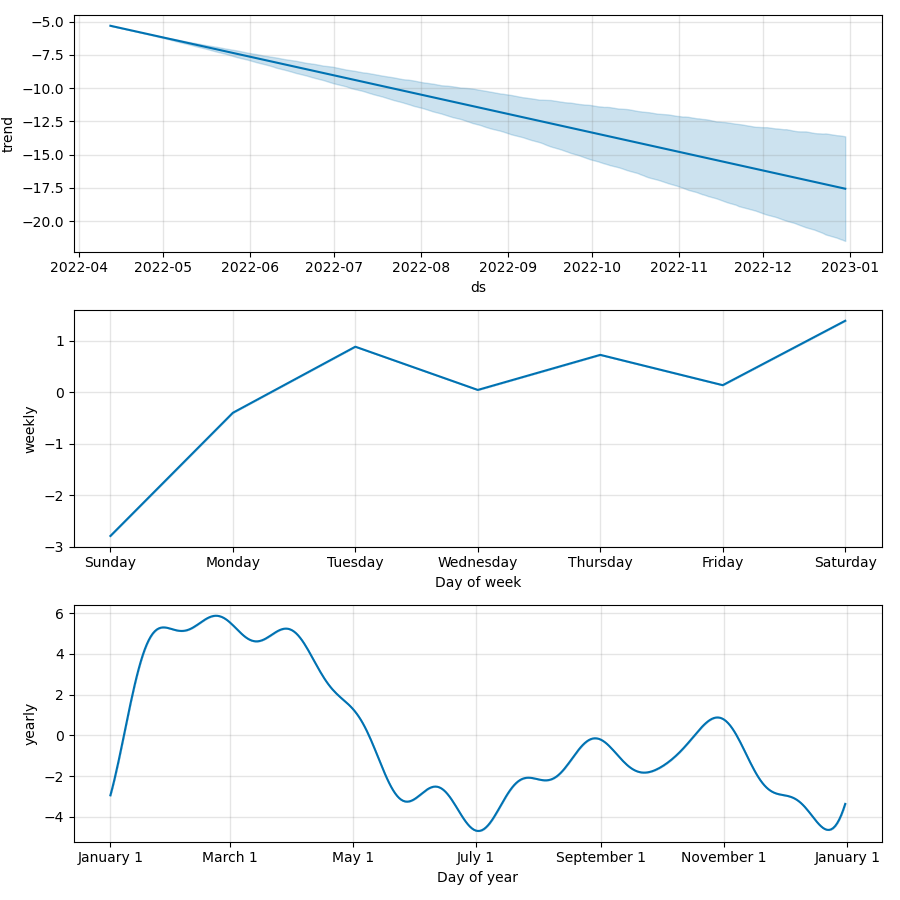 −5.0
−7.5
−10.0
−12.5
−15.0
−17.5
−20.0
trend
2022-04 2022-05 2022-06 2022-07 2022-08 2022-09 2022-10 2022-11 2022-12 2023-01
ds
1
0
−1
−2
−3
weekly
Sunday Monday Tuesday Wednesday Thursday Friday Saturday
Day of week
6
4
2
0
−2
−4
yearly
January 1 March 1 May 1 July 1 September 1 November 1 January 1
Day of year